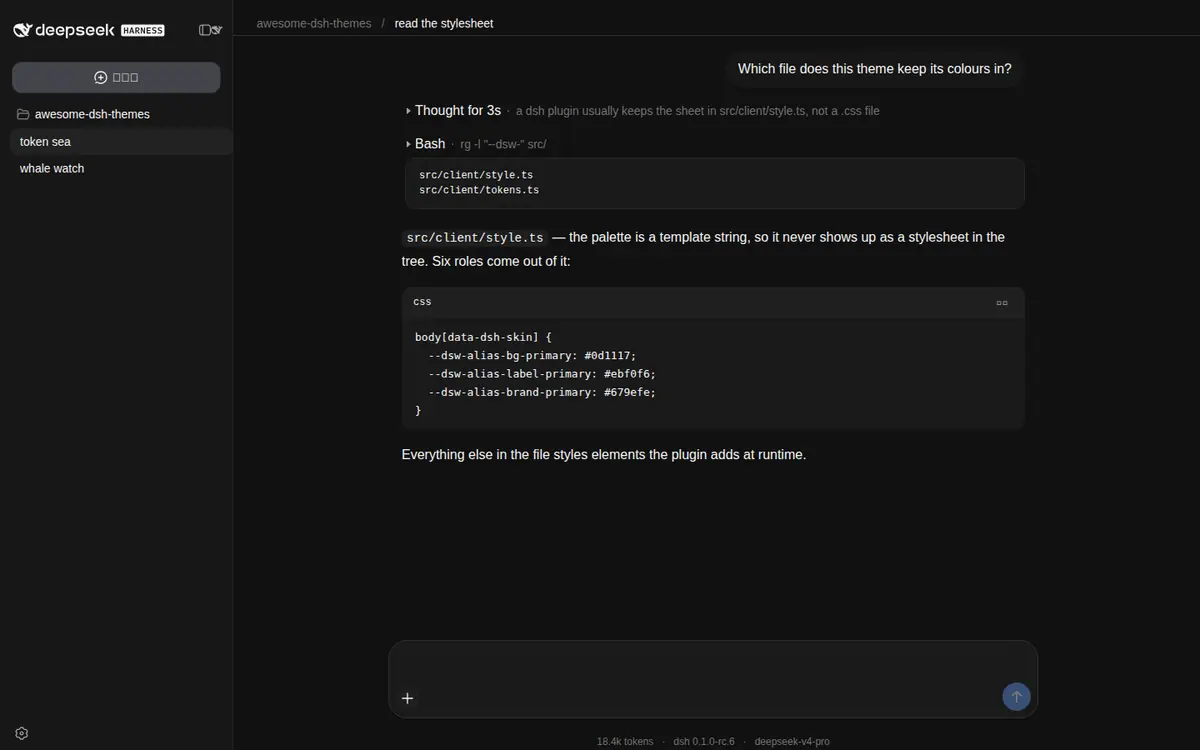 deepseek HARNESS
awesome-dsh-themes
token sea
whale watch
awesome-dsh-themes / read the stylesheet
Which file does this theme keep its colours in?
Thought for 3s · a dsh plugin usually keeps the sheet in src/client/style.ts, not a .css file
Bash · rg -l "--dsw-" src/
src/client/style.ts
src/client/tokens.ts
src/client/style.ts — the palette is a template string, so it never shows up as a stylesheet in the
tree. Six roles come out of it:
css
body[data-dsh-skin] {
--dsw-alias-bg-primary: #0d1117;
--dsw-alias-label-primary: #ebf0f6;
--dsw-alias-brand-primary: #679efe;
}
Everything else in the file styles elements the plugin adds at runtime.
18.4k tokens · dsh 0.1.0-rc.6 · deepseek-v4-pro